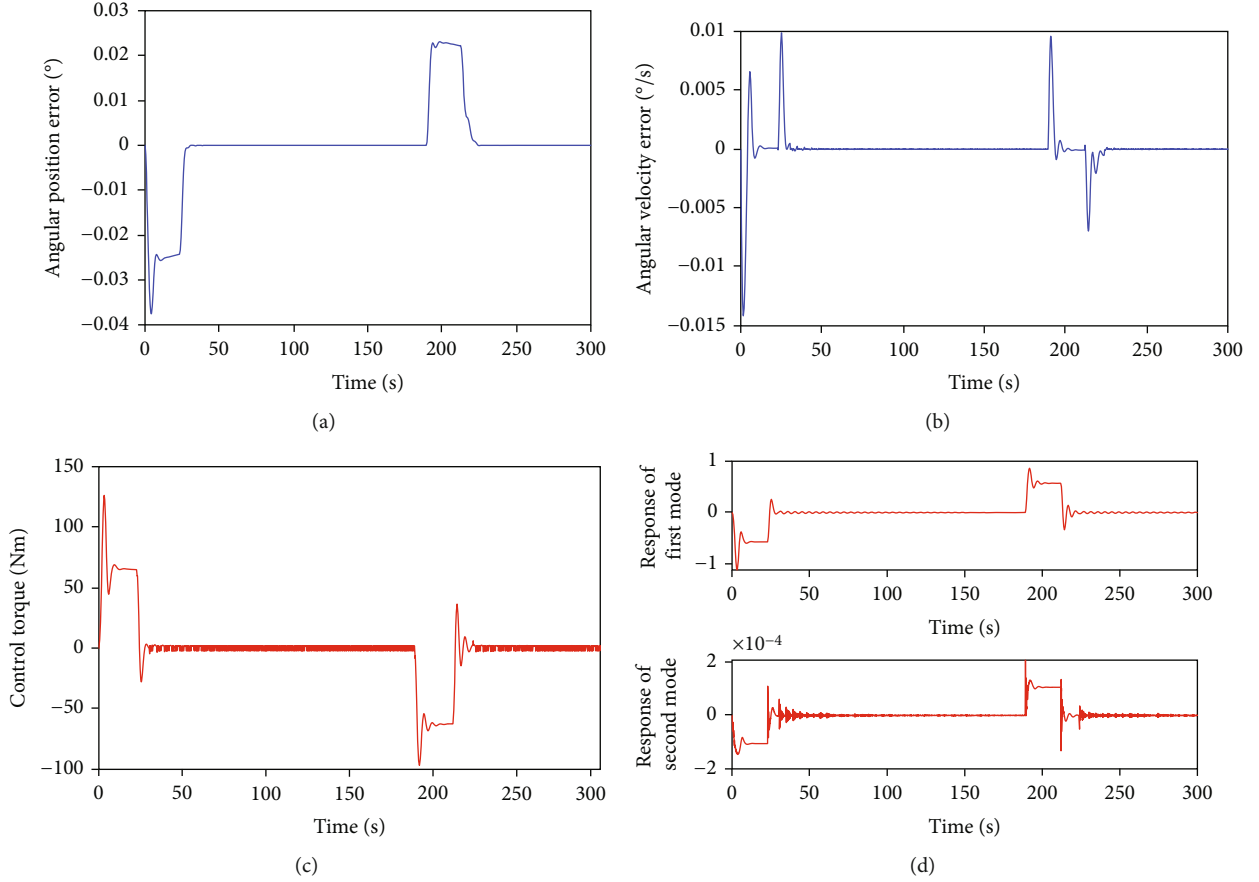 0.03
0.02
0.01
0
−0.01
−0.02
−0.03
−0.04
Angular position error (°)
0 50 100 150 200 250 300
Time (s)
(a)
0.01
0.005
0
−0.005
−0.01
−0.015
Angular velocity error (°/s)
0 50 100 150 200 250 300
Time (s)
(b)
150
100
50
0
−50
−100
Control torque (Nm)
0 50 100 150 200 250 300
Time (s)
(c)
1
0
−1
Response of
first mode
0 50 100 150 200 250 300
Time (s)
×10−4
2
0
−2
Response of
second mode
0 50 100 150 200 250 300
Time (s)
(d)